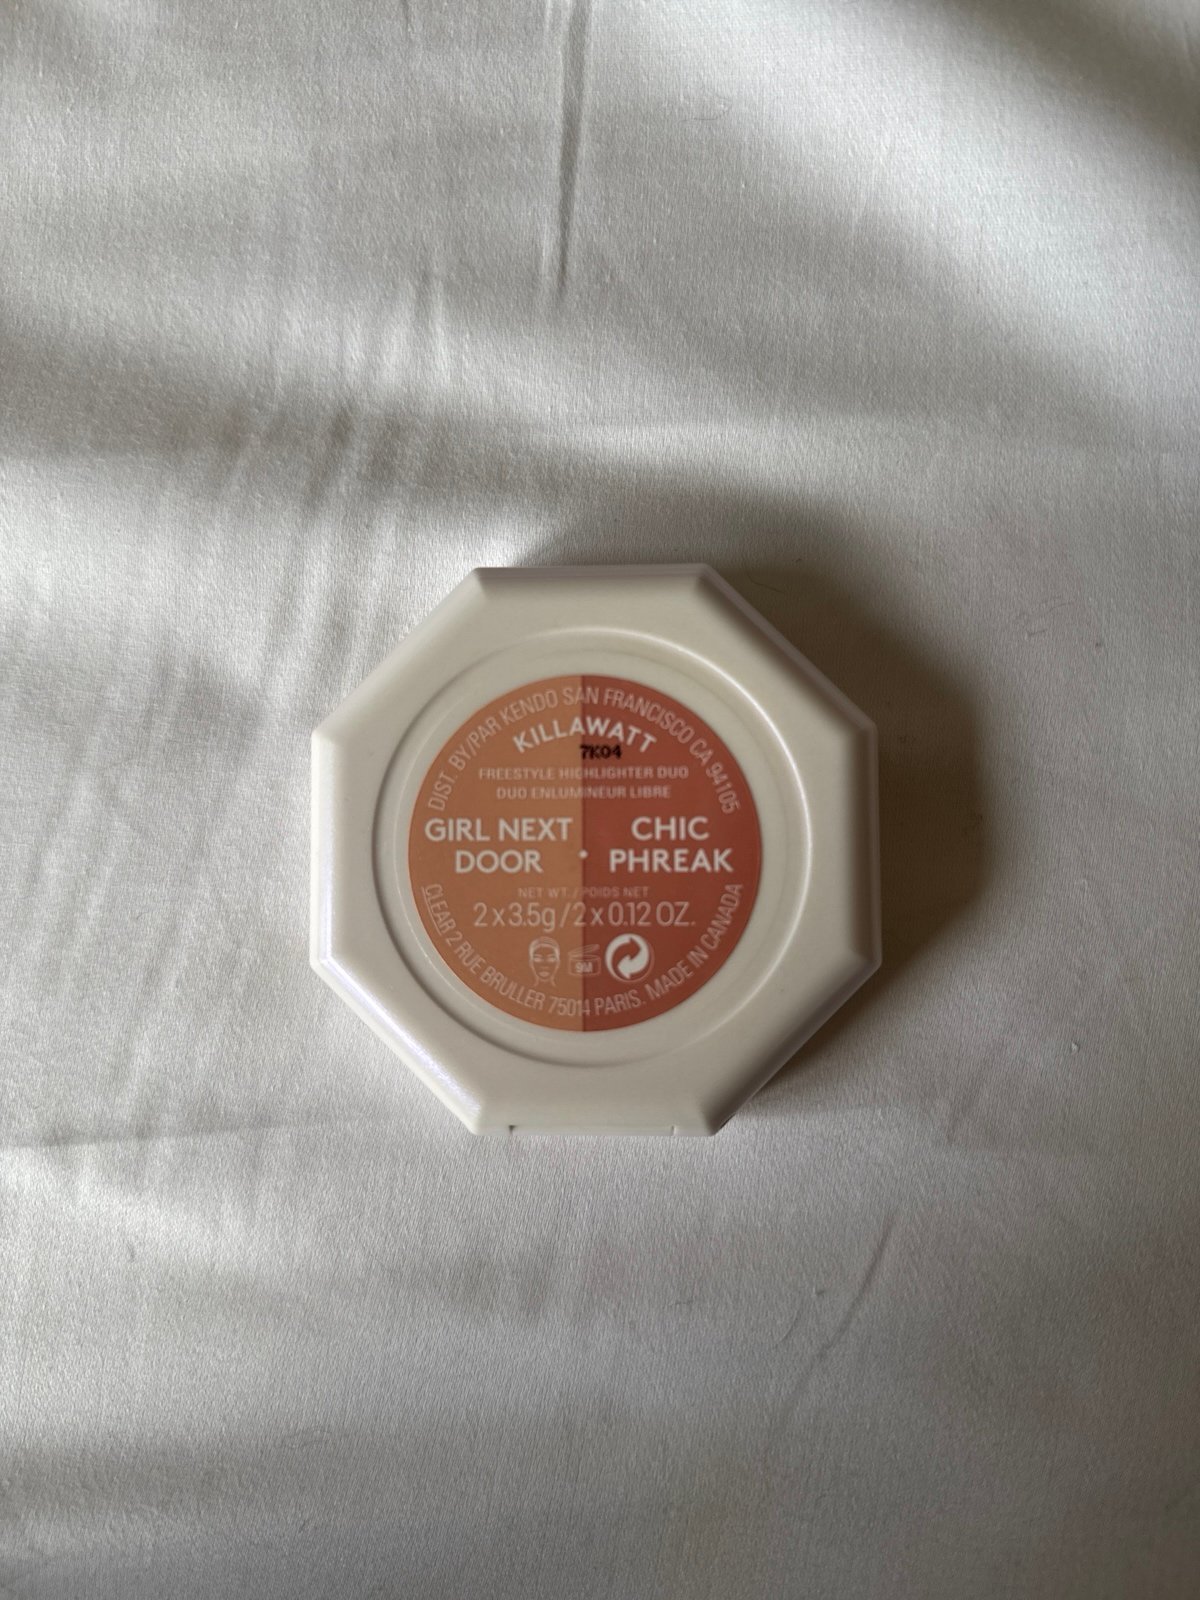 DIST. BY/PAR KENDO SAN FRANCISCO CA 94105
KILLAWATT
7K04
FREESTYLE HIGHLIGHTER DUO
DUO ENLUMINEUR LIBRE
GIRL NEXT
DOOR
•
CHIC
PHREAK
NET WT./POIDS NET
2 x 3.5g / 2 x 0.12 OZ.
9M
CLEAR 2 RUE BRULLER 75014 PARIS. MADE IN CANADA